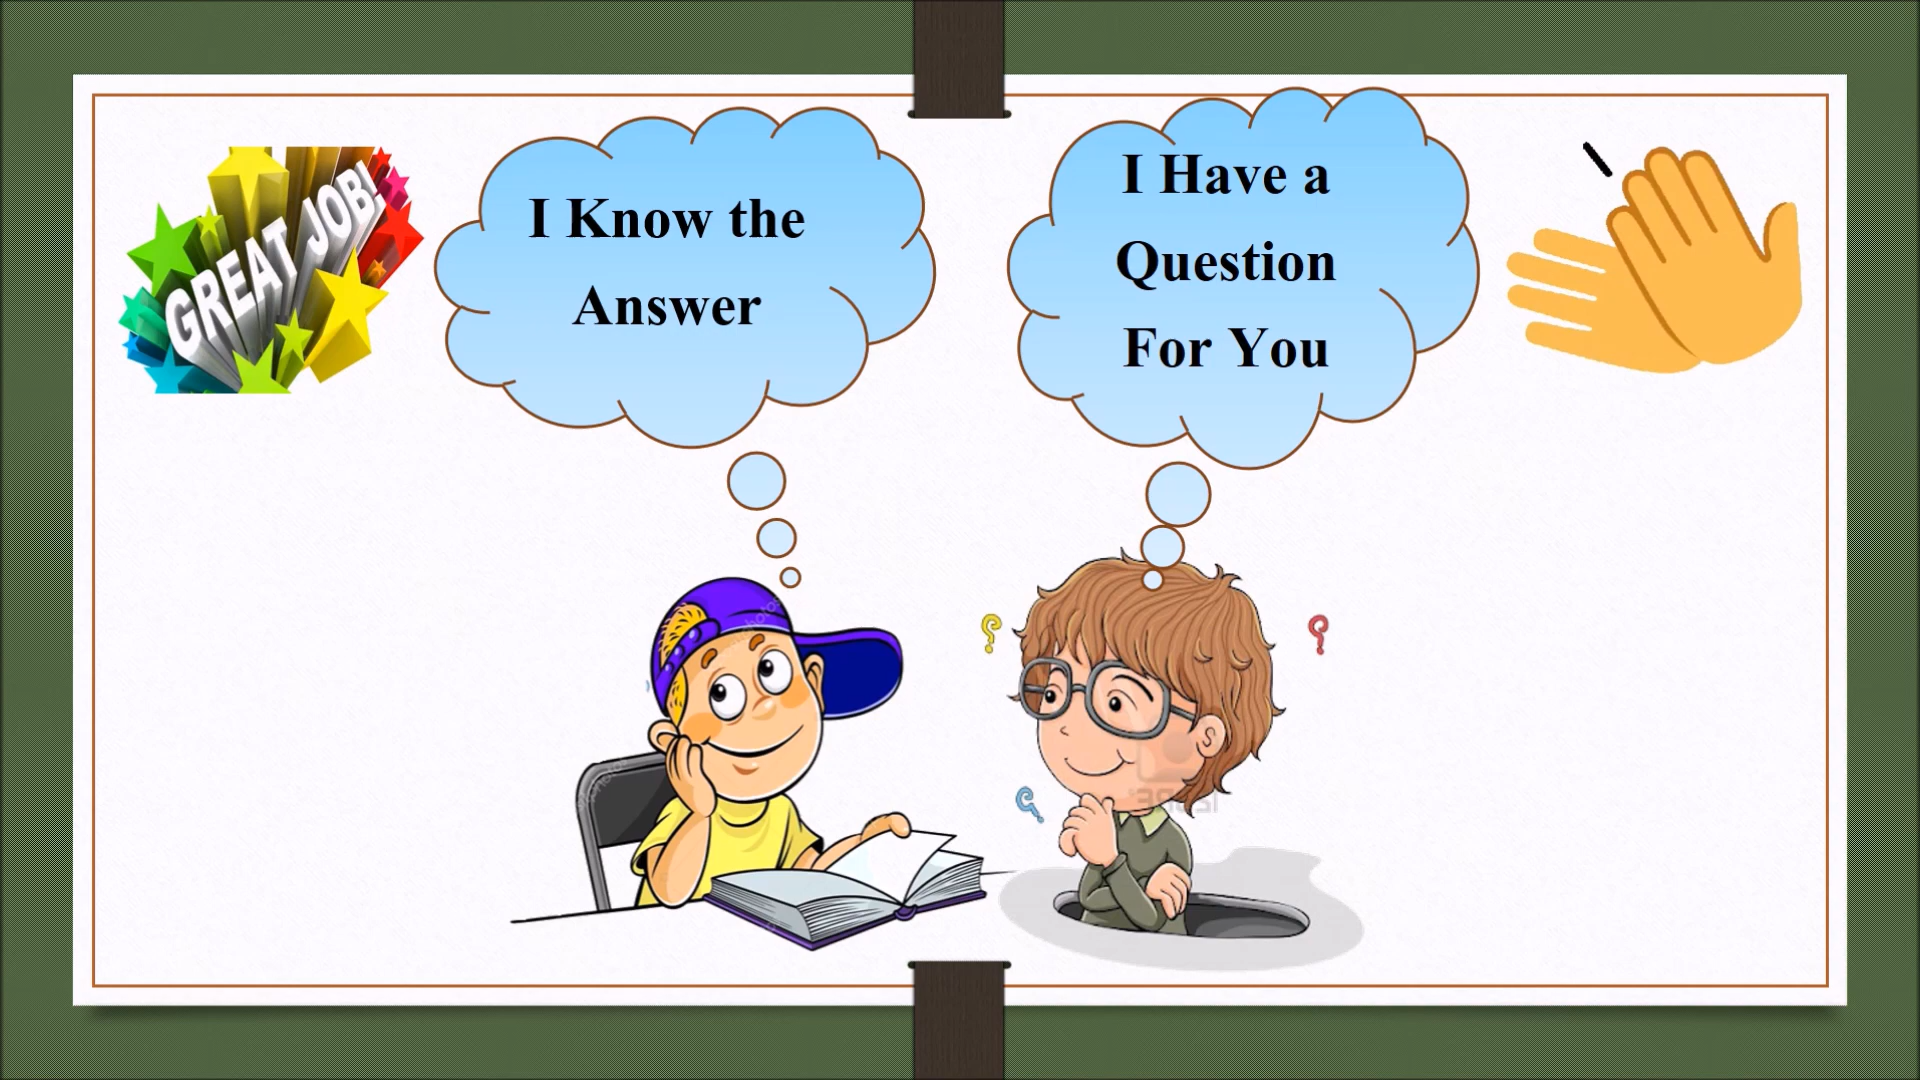 GREAT JOB!
I Know the
Answer
I Have a
Question
For You